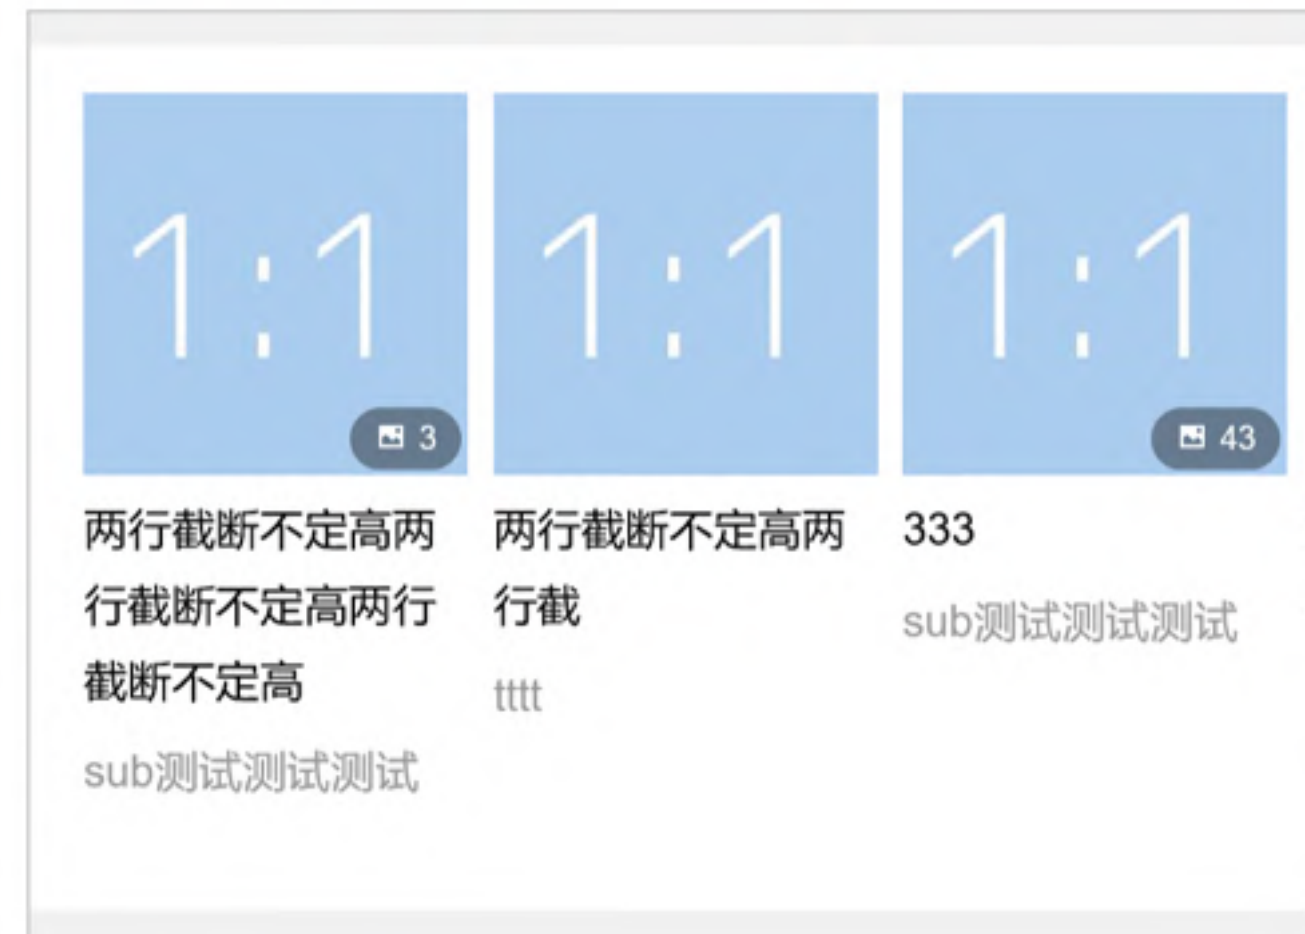 1:1
3
两行截断不定高两
行截断不定高两行
截断不定高
sub测试测试测试
1:1
两行截断不定高两
行截
tttt
1:1
43
333
sub测试测试测试